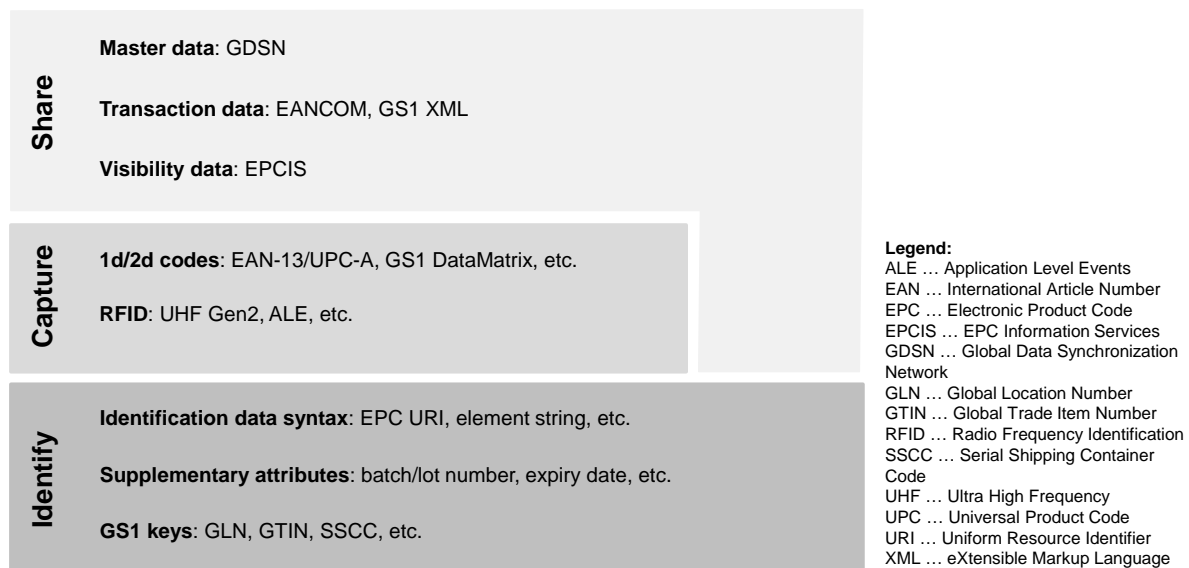 Share
Master data: GDSN
Transaction data: EANCOM, GS1 XML
Visibility data: EPCIS
Capture
1d/2d codes: EAN-13/UPC-A, GS1 DataMatrix, etc.
RFID: UHF Gen2, ALE, etc.
Identify
Identification data syntax: EPC URI, element string, etc.
Supplementary attributes: batch/lot number, expiry date, etc.
GS1 keys: GLN, GTIN, SSCC, etc.
Legend:
ALE … Application Level Events
EAN … International Article Number
EPC … Electronic Product Code
EPCIS … EPC Information Services
GDSN … Global Data Synchronization
Network
GLN … Global Location Number
GTIN … Global Trade Item Number
RFID … Radio Frequency Identification
SSCC … Serial Shipping Container
Code
UHF … Ultra High Frequency
UPC … Universal Product Code
URI … Uniform Resource Identifier
XML … eXtensible Markup Language